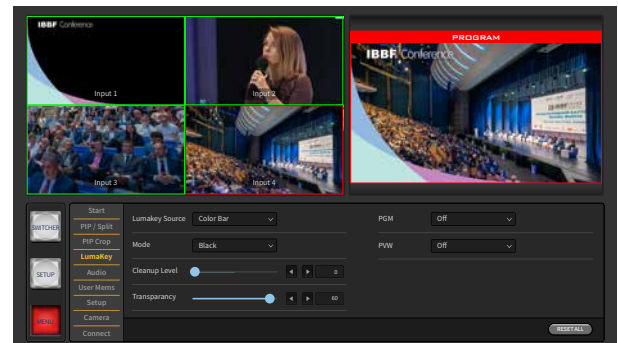 IBBF Conference
Input 1
Input 2
Input 3
Input 4
PROGRAM
IBBF Conference
SWITCHER
SETUP
MENU
Start
PIP / Split
PIP Crop
LumaKey
Audio
User Mems
Setup
Camera
Connect
Lumakey Source Color Bar
Mode Black
Cleanup Level 0
Transparancy 60
PGM Off
PVW Off
RESET ALL